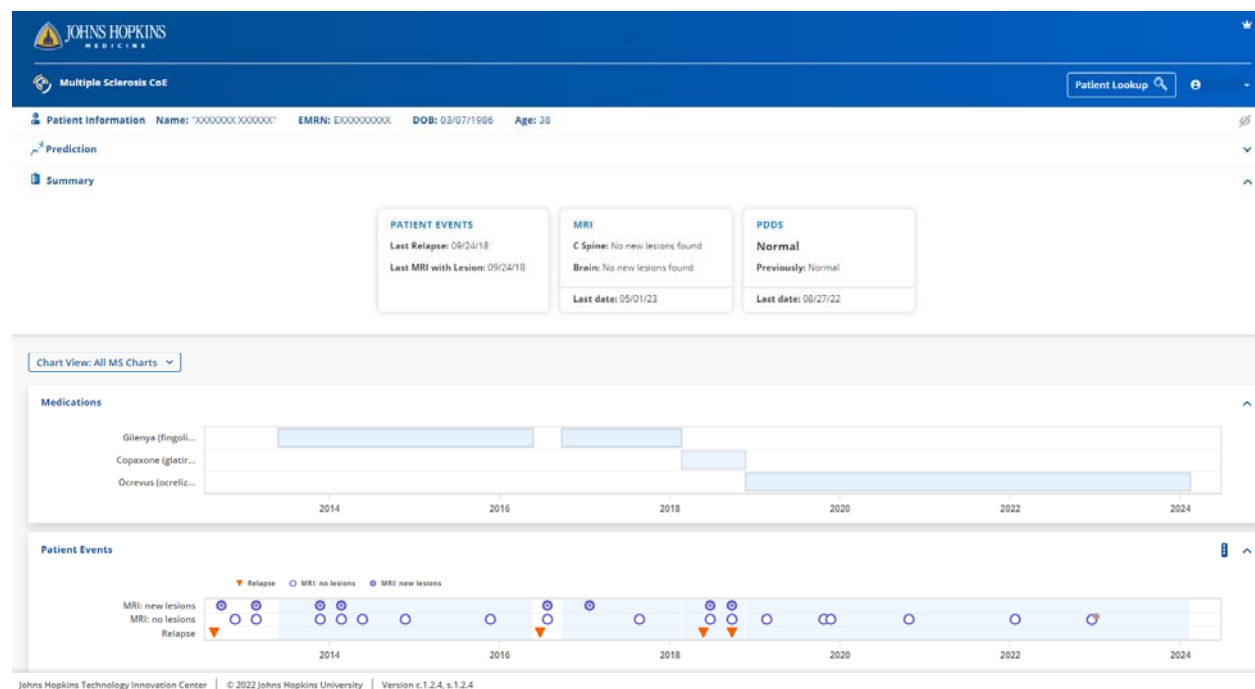 JOHNS HOPKINS
MEDICINE
Multiple Sclerosis CoE
Patient Lookup
Patient Information Name: "XXXXXXX XXXXXX" EMRN: EXXXXXXXXX DOB: 03/07/1986 Age: 38
Prediction
Summary
PATIENT EVENTS
Last Relapse: 09/24/18
Last MRI with Lesion: 09/24/18
MRI
C Spine: No new lesions found
Brain: No new lesions found
Last date: 05/01/23
PDDS
Normal
Previously: Normal
Last date: 08/27/22
Chart View: All MS Charts
Medications
Gilenya (fingoli...
Copaxone (glatir...
Ocrevus (ocreliz...
2014 2016 2018 2020 2022 2024
Patient Events
Relapse MRI: no lesions MRI: new lesions
MRI: new lesions
MRI: no lesions
Relapse
2014 2016 2018 2020 2022 2024
Johns Hopkins Technology Innovation Center | © 2022 Johns Hopkins University | Version c.1.2.4, s.1.2.4